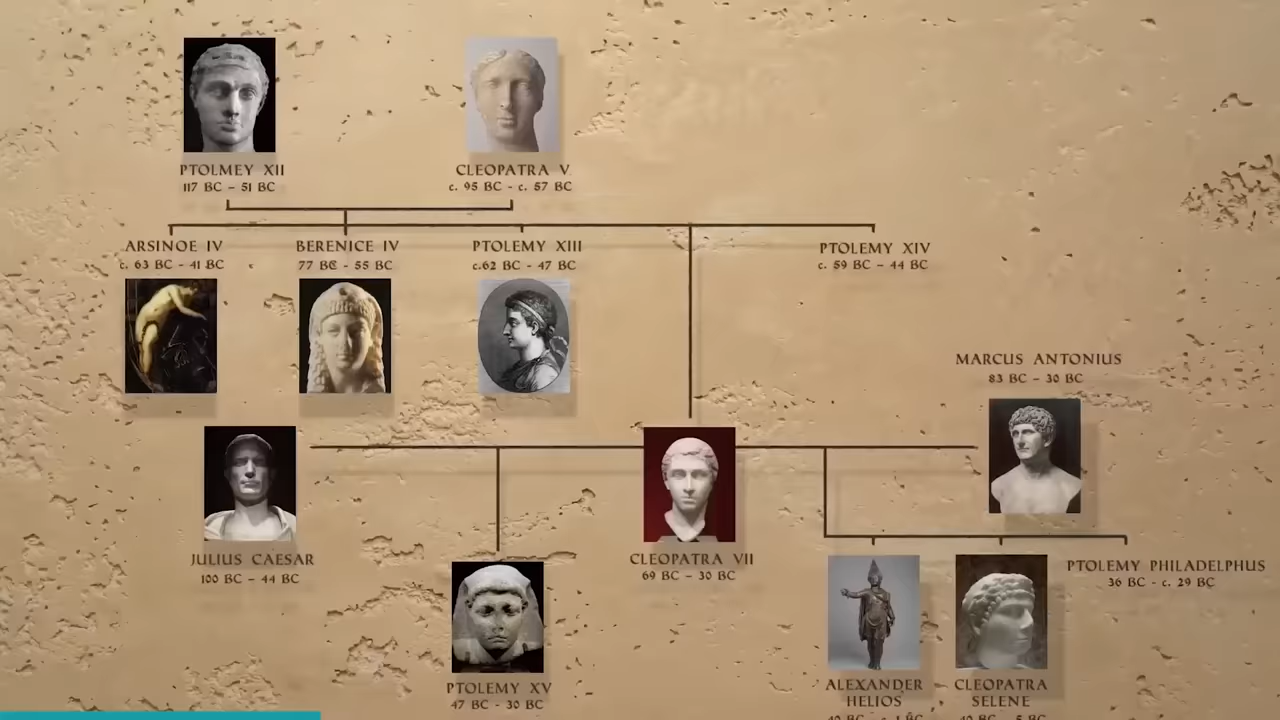 PTOLMEY XII
117 BC – 51 BC
CLEOPATRA V
c. 95 BC - c. 57 BC
ARSINOE IV
c. 63 BC - 41 BC
BERENICE IV
77 BC - 55 BC
PTOLEMY XIII
c.62 BC - 47 BC
PTOLEMY XIV
c. 59 BC – 44 BC
MARCUS ANTONIUS
83 BC – 30 BC
JULIUS CAESAR
100 BC – 44 BC
CLEOPATRA VII
69 BC – 30 BC
PTOLEMY PHILADELPHUS
36 BC - c. 29 BC
PTOLEMY XV
47 BC - 30 BC
ALEXANDER
HELIOS
CLEOPATRA
SELENE